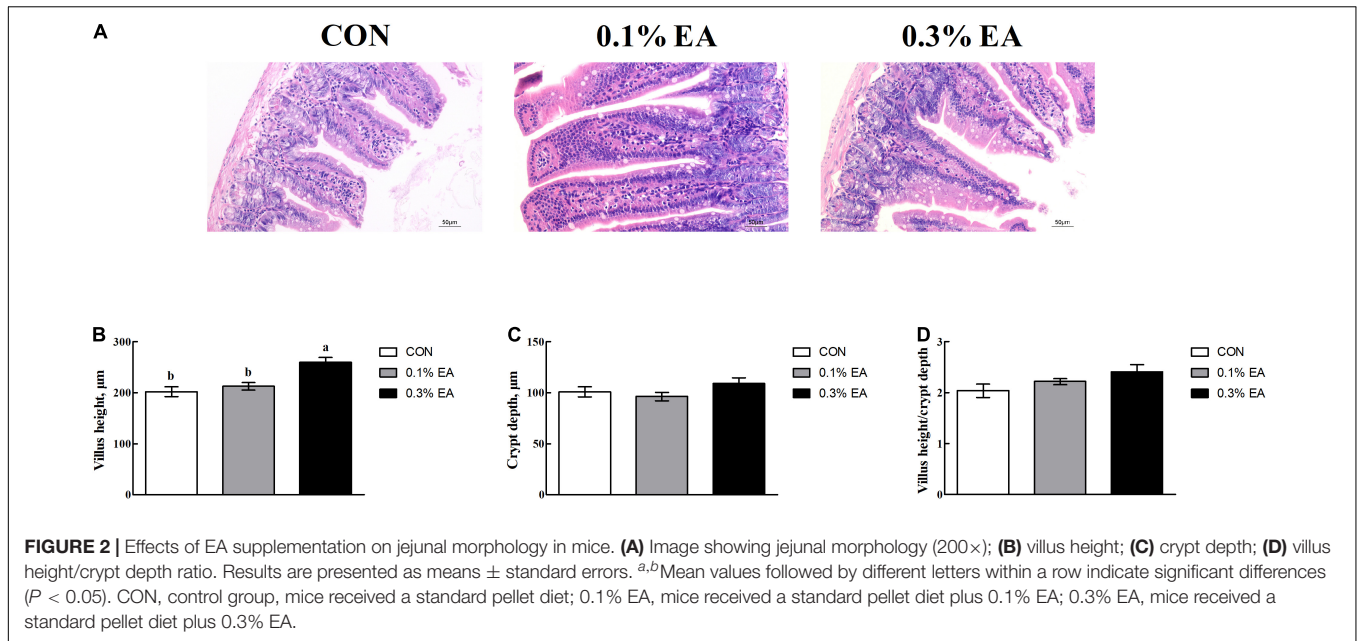 A
CON 0.1% EA 0.3% EA
50μm 50μm 50μm
B
Villus height, μm
300
200
100
0
b b a
CON
0.1% EA
0.3% EA
C
Crypt depth, μm
150
100
50
0
CON
0.1% EA
0.3% EA
D
Villus height/crypt depth
3
2
1
0
CON
0.1% EA
0.3% EA
FIGURE 2 | Effects of EA supplementation on jejunal morphology in mice. (A) Image showing jejunal morphology (200×); (B) villus height; (C) crypt depth; (D) villus
height/crypt depth ratio. Results are presented as means ± standard errors. a,bMean values followed by different letters within a row indicate significant differences
(P < 0.05). CON, control group, mice received a standard pellet diet; 0.1% EA, mice received a standard pellet diet plus 0.1% EA; 0.3% EA, mice received a
standard pellet diet plus 0.3% EA.